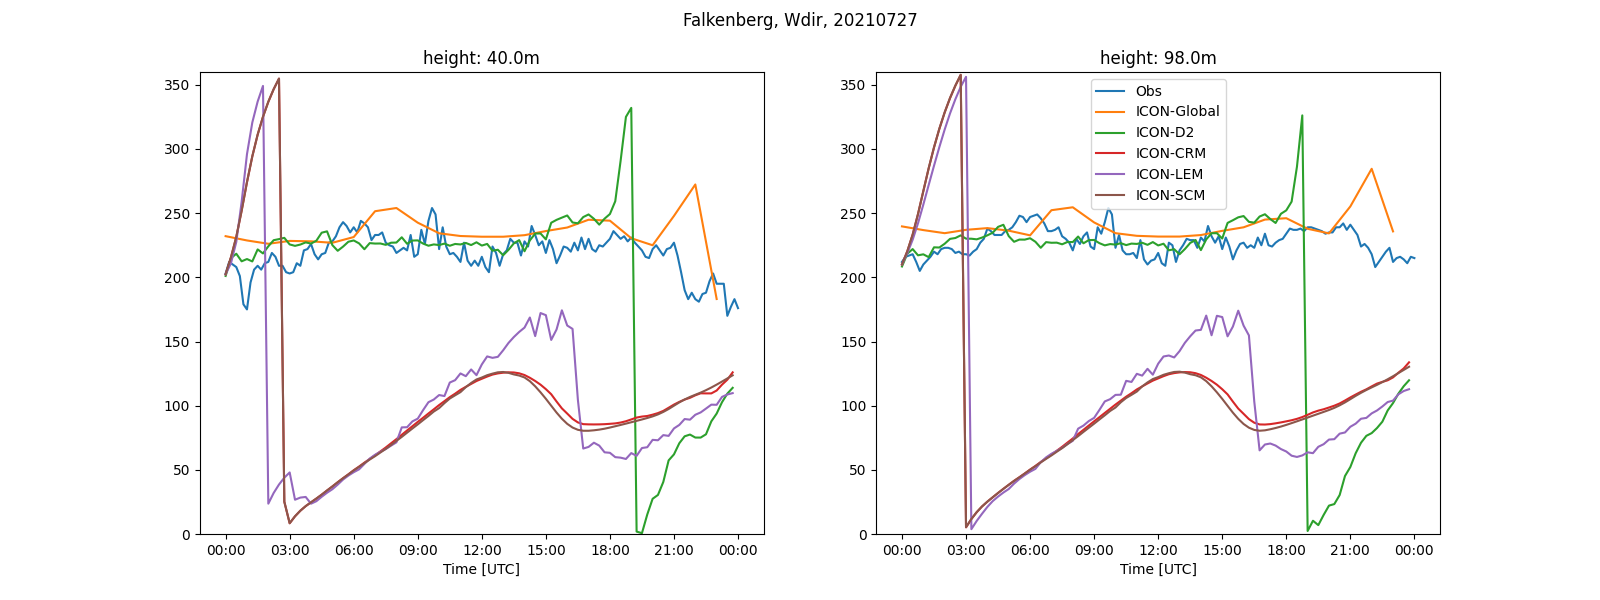 Falkenberg, Wdir, 20210727
height: 40.0m
350
300
250
200
150
100
50
0
00:00 03:00 06:00 09:00 12:00 15:00 18:00 21:00 00:00
Time [UTC]
height: 98.0m
Obs
ICON-Global
ICON-D2
ICON-CRM
ICON-LEM
ICON-SCM
350
300
250
200
150
100
50
0
00:00 03:00 06:00 09:00 12:00 15:00 18:00 21:00 00:00
Time [UTC]